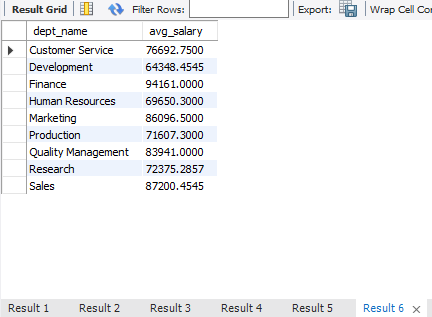 Result Grid Filter Rows: Export: Wrap Cell Co
dept_name avg_salary
Customer Service 76692.7500
Development 64348.4545
Finance 94161.0000
Human Resources 69650.3000
Marketing 86096.5000
Production 71607.3000
Quality Management 83941.0000
Research 72375.2857
Sales 87200.4545
Result 1 Result 2 Result 3 Result 4 Result 5 Result 6